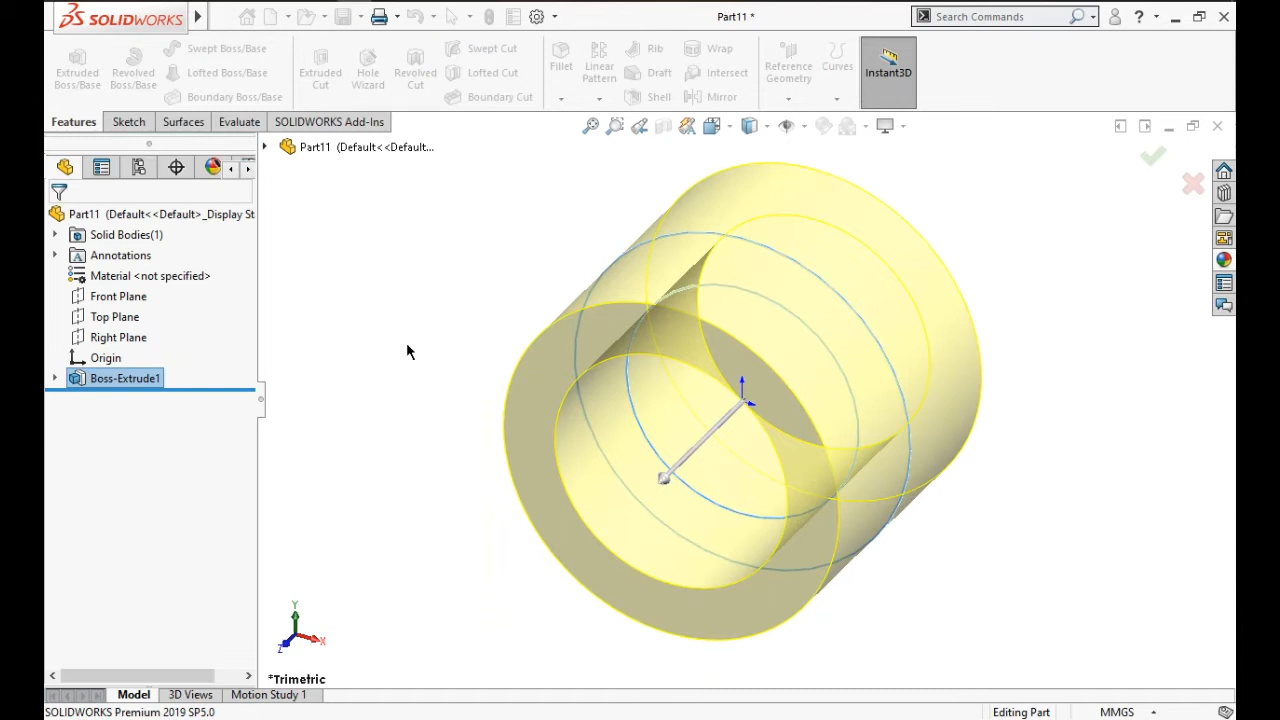 SOLIDWORKS
Part11 *
Search Commands
?
Extruded Boss/Base
Revolved Boss/Base
Swept Boss/Base
Lofted Boss/Base
Boundary Boss/Base
Extruded Cut
Hole Wizard
Revolved Cut
Swept Cut
Lofted Cut
Boundary Cut
Fillet
Linear Pattern
Rib
Draft
Shell
Wrap
Intersect
Mirror
Reference Geometry
Curves
Instant3D
Features
Sketch
Surfaces
Evaluate
SOLIDWORKS Add-Ins
Part11 (Default<<Default...
Part11 (Default<<Default>_Display St
Solid Bodies(1)
Annotations
Material <not specified>
Front Plane
Top Plane
Right Plane
Origin
Boss-Extrude1
Y
X
Z
*Trimetric
Model
3D Views
Motion Study 1
SOLIDWORKS Premium 2019 SP5.0
Editing Part
MMGS